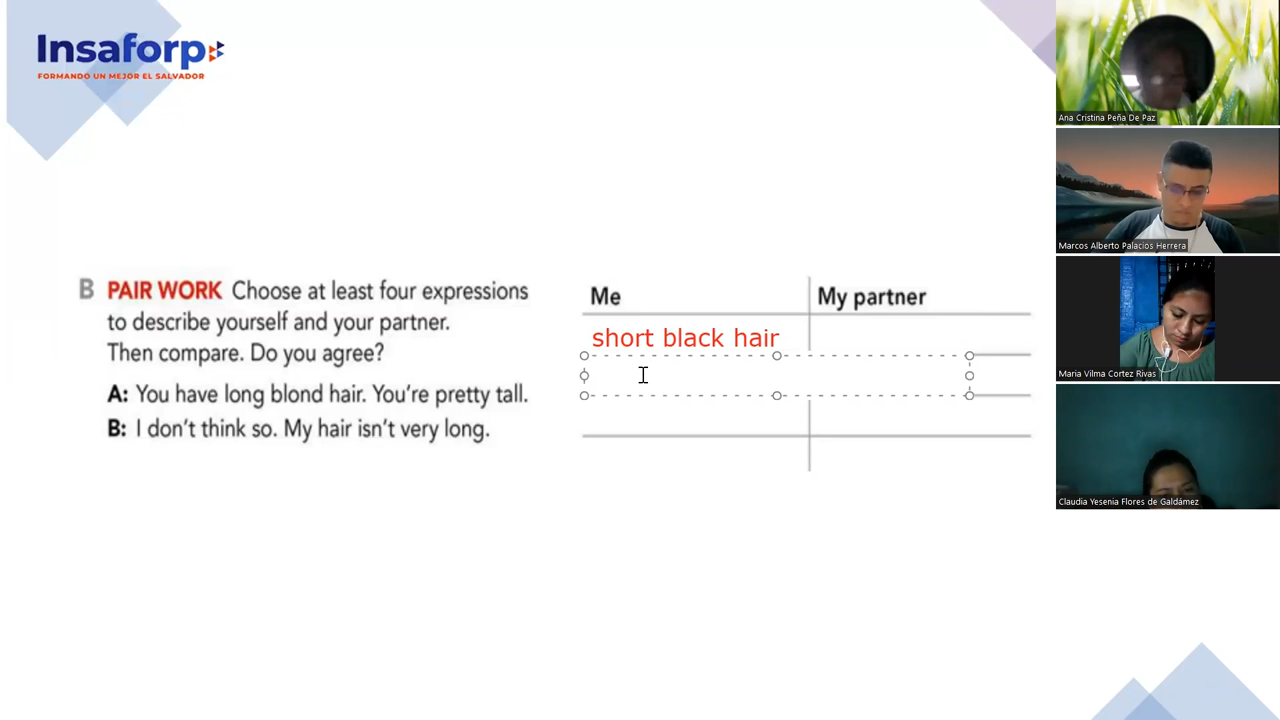 Insaforp
FORMANDO UN MEJOR EL SALVADOR
B PAIR WORK Choose at least four expressions
to describe yourself and your partner.
Then compare. Do you agree?
A: You have long blond hair. You're pretty tall.
B: I don't think so. My hair isn't very long.
Me
My partner
short black hair
Ana Cristina Peña De Paz
Marcos Alberto Palacios Herrera
Maria Vilma Cortez Rivas
Claudia Yesenia Flores de Galdámez